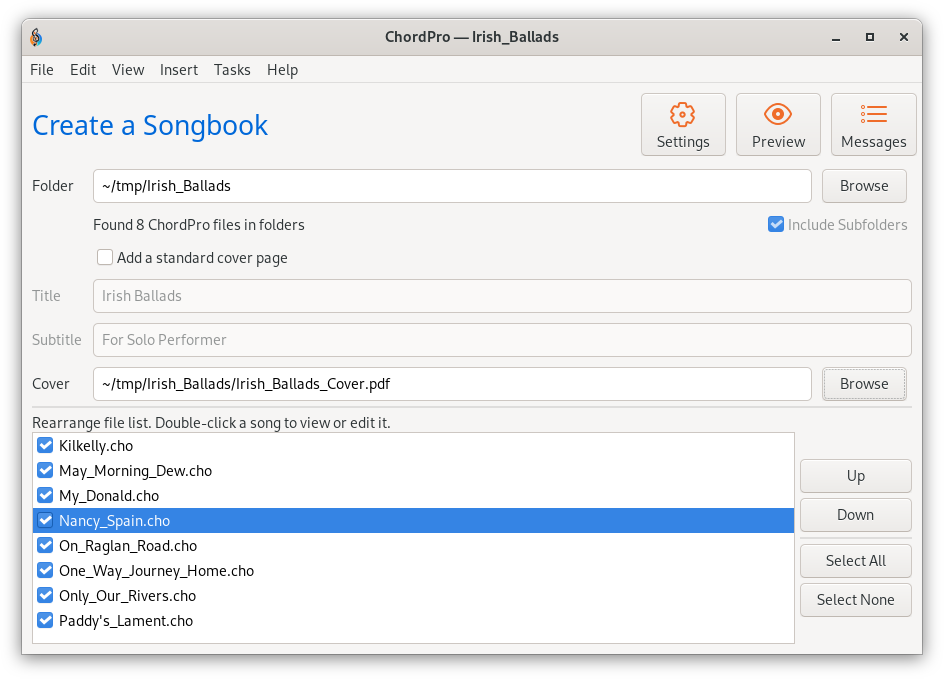 ChordPro — Irish_Ballads
File Edit View Insert Tasks Help
Create a Songbook
Settings Preview Messages
Folder ~/tmp/Irish_Ballads Browse
Found 8 ChordPro files in folders Include Subfolders
Add a standard cover page
Title Irish Ballads
Subtitle For Solo Performer
Cover ~/tmp/Irish_Ballads/Irish_Ballads_Cover.pdf Browse
Rearrange file list. Double-click a song to view or edit it.
Kilkelly.cho
May_Morning_Dew.cho
My_Donald.cho
Nancy_Spain.cho
On_Raglan_Road.cho
One_Way_Journey_Home.cho
Only_Our_Rivers.cho
Paddy's_Lament.cho
Up
Down
Select All
Select None